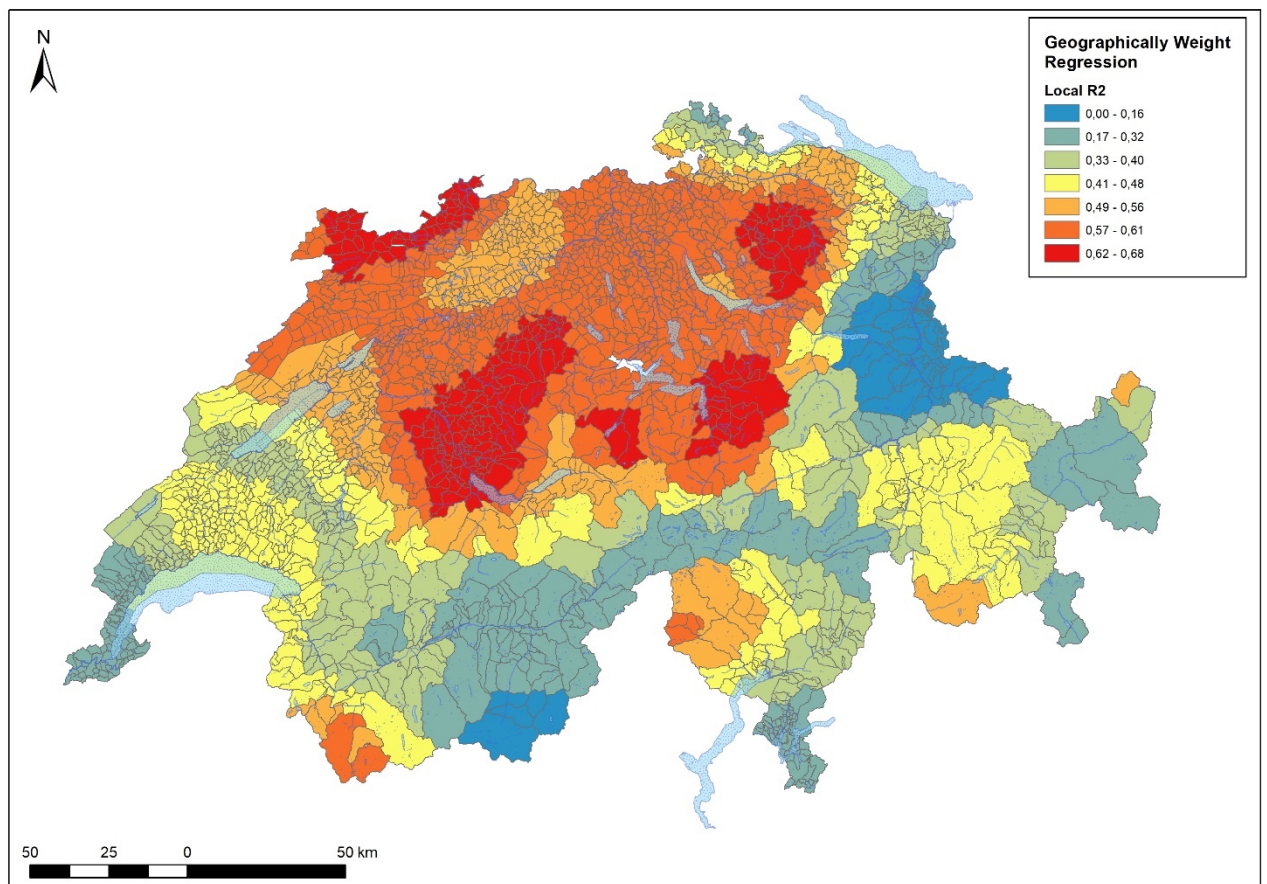 N
Geographically Weight
Regression
Local R2
0,00 - 0,16
0,17 - 0,32
0,33 - 0,40
0,41 - 0,48
0,49 - 0,56
0,57 - 0,61
0,62 - 0,68
50 25 0 50 km